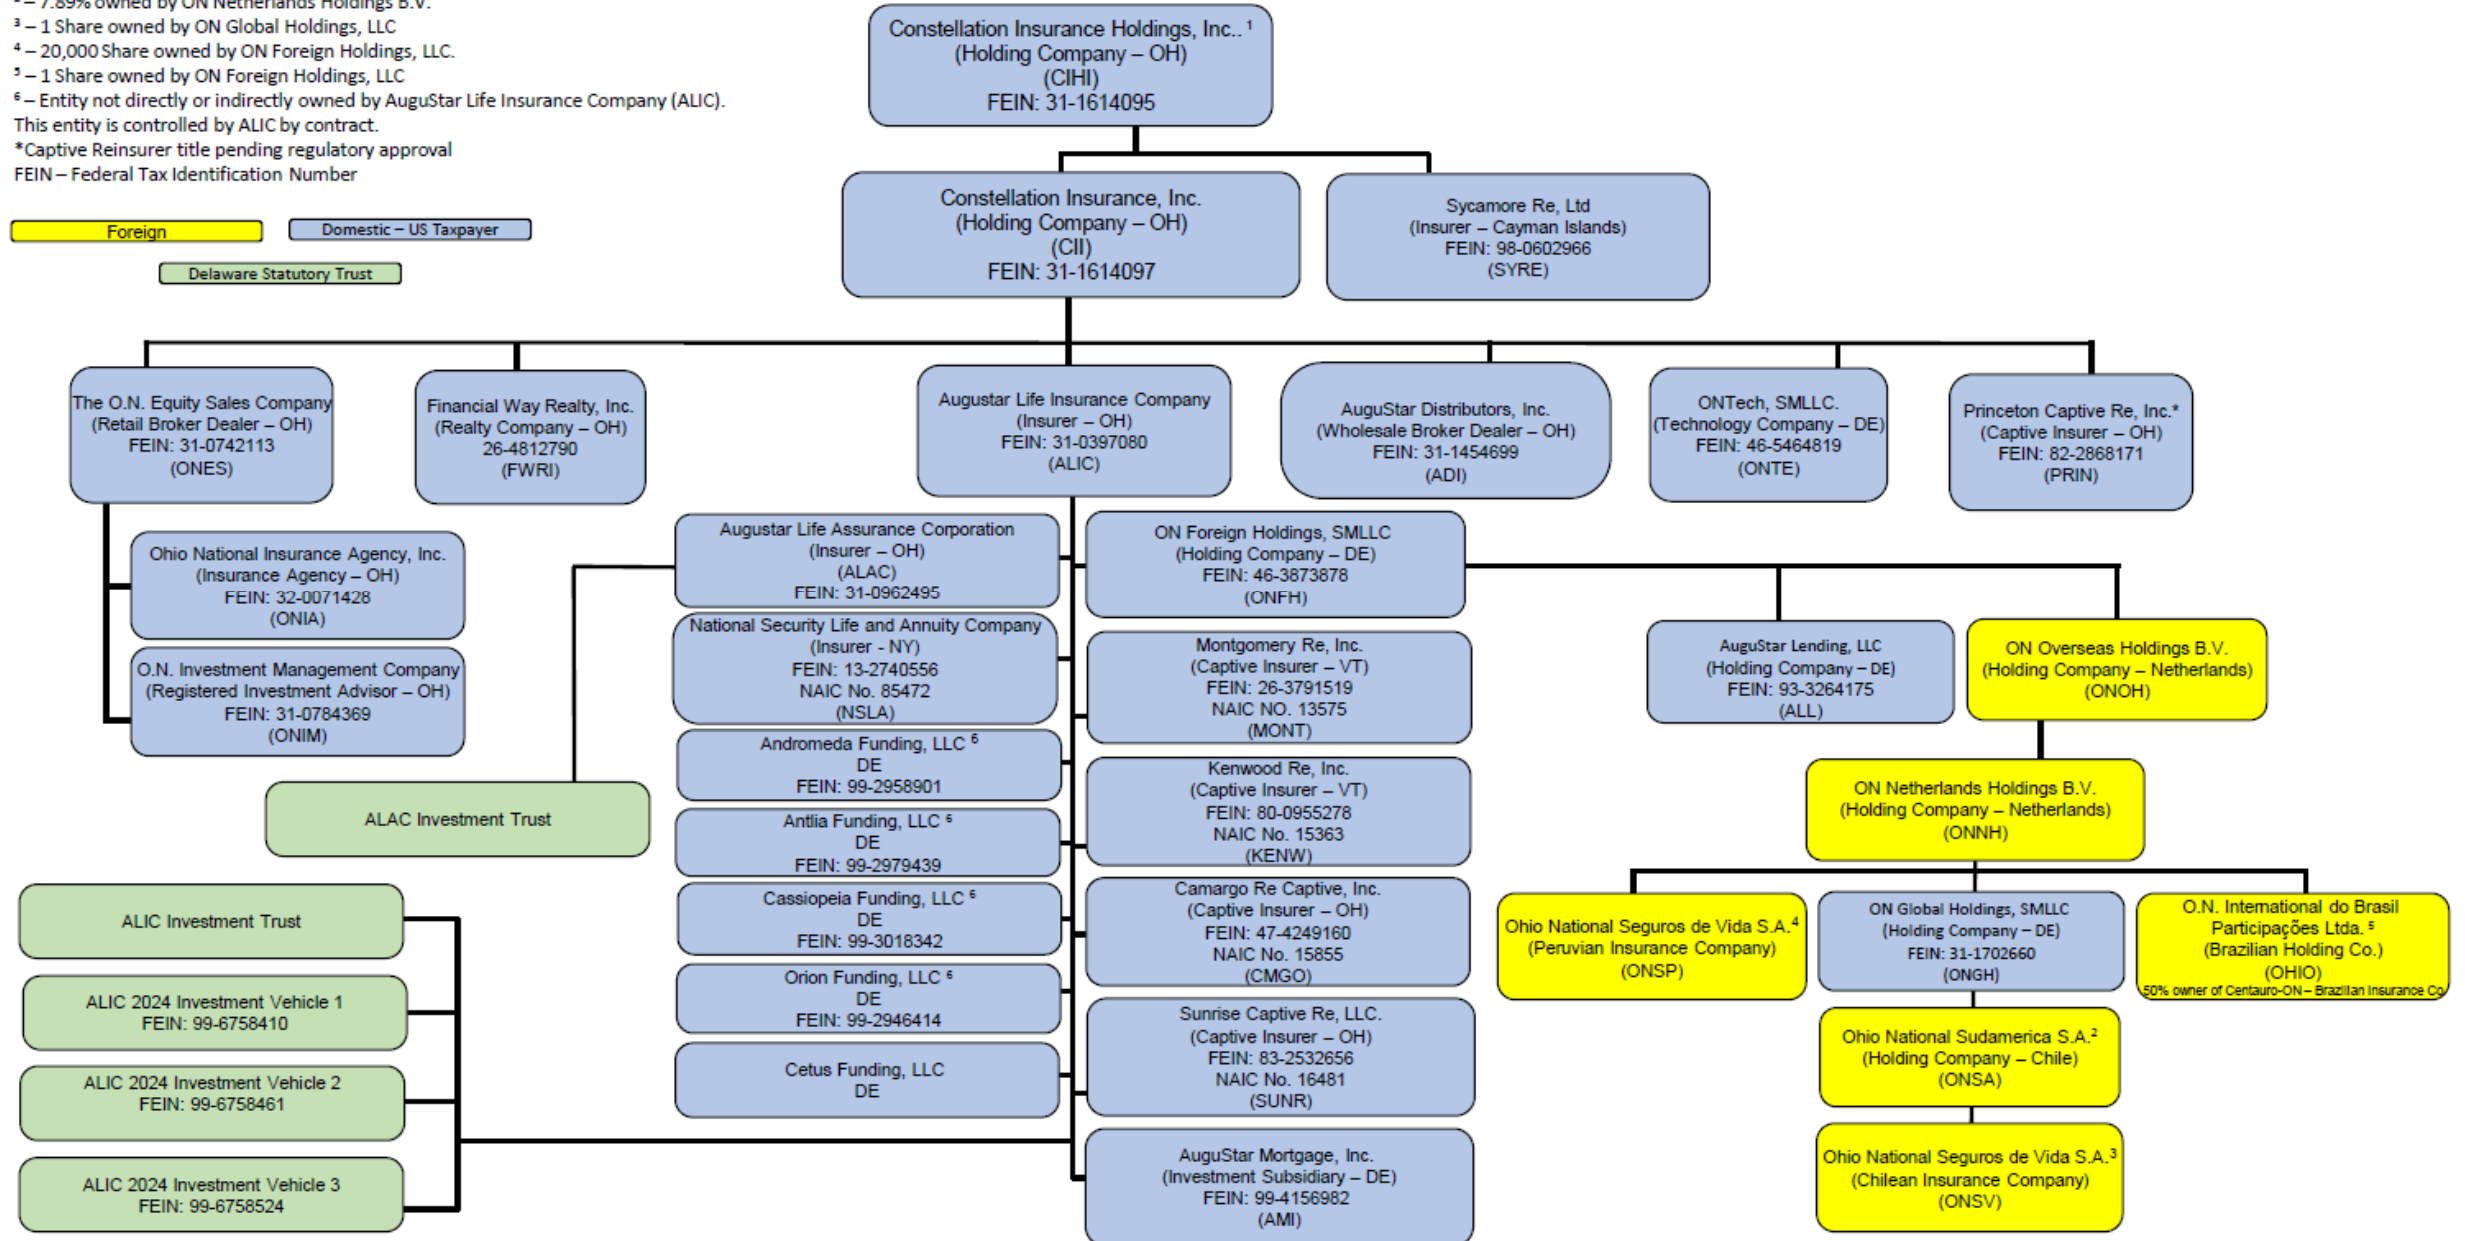 ² – 7.89% owned by ON Netherlands Holdings B.V.
³ – 1 Share owned by ON Global Holdings, LLC
⁴ – 20,000 Share owned by ON Foreign Holdings, LLC.
⁵ – 1 Share owned by ON Foreign Holdings, LLC
⁶ – Entity not directly or indirectly owned by AuguStar Life Insurance Company (ALIC).
This entity is controlled by ALIC by contract.
*Captive Reinsurer title pending regulatory approval
FEIN – Federal Tax Identification Number
Foreign
Domestic – US Taxpayer
Delaware Statutory Trust
Constellation Insurance Holdings, Inc.. ¹
(Holding Company – OH)
(CIHI)
FEIN: 31-1614095
Constellation Insurance, Inc.
(Holding Company – OH)
(CII)
FEIN: 31-1614097
Sycamore Re, Ltd
(Insurer – Cayman Islands)
FEIN: 98-0602966
(SYRE)
The O.N. Equity Sales Company
(Retail Broker Dealer – OH)
FEIN: 31-0742113
(ONES)
Financial Way Realty, Inc.
(Realty Company – OH)
26-4812790
(FWRI)
Augustar Life Insurance Company
(Insurer – OH)
FEIN: 31-0397080
(ALIC)
AuguStar Distributors, Inc.
(Wholesale Broker Dealer – OH)
FEIN: 31-1454699
(ADI)
ONTech, SMLLC.
(Technology Company – DE)
FEIN: 46-5464819
(ONTE)
Princeton Captive Re, Inc.*
(Captive Insurer – OH)
FEIN: 82-2868171
(PRIN)
Ohio National Insurance Agency, Inc.
(Insurance Agency – OH)
FEIN: 32-0071428
(ONIA)
O.N. Investment Management Company
(Registered Investment Advisor – OH)
FEIN: 31-0784369
(ONIM)
Augustar Life Assurance Corporation
(Insurer – OH)
(ALAC)
FEIN: 31-0962495
National Security Life and Annuity Company
(Insurer - NY)
FEIN: 13-2740556
NAIC No. 85472
(NSLA)
Andromeda Funding, LLC ⁶
DE
FEIN: 99-2958901
Antlia Funding, LLC ⁶
DE
FEIN: 99-2979439
Cassiopeia Funding, LLC ⁶
DE
FEIN: 99-3018342
Orion Funding, LLC ⁶
DE
FEIN: 99-2946414
Cetus Funding, LLC
DE
ON Foreign Holdings, SMLLC
(Holding Company – DE)
FEIN: 46-3873878
(ONFH)
Montgomery Re, Inc.
(Captive Insurer – VT)
FEIN: 26-3791519
NAIC NO. 13575
(MONT)
Kenwood Re, Inc.
(Captive Insurer – VT)
FEIN: 80-0955278
NAIC No. 15363
(KENW)
Camargo Re Captive, Inc.
(Captive Insurer – OH)
FEIN: 47-4249160
NAIC No. 15855
(CMGO)
Sunrise Captive Re, LLC.
(Captive Insurer – OH)
FEIN: 83-2532656
NAIC No. 16481
(SUNR)
AuguStar Mortgage, Inc.
(Investment Subsidiary – DE)
FEIN: 99-4156982
(AMI)
AuguStar Lending, LLC
(Holding Company – DE)
FEIN: 93-3264175
(ALL)
ON Overseas Holdings B.V.
(Holding Company – Netherlands)
(ONOH)
ON Netherlands Holdings B.V.
(Holding Company – Netherlands)
(ONNH)
Ohio National Seguros de Vida S.A.⁴
(Peruvian Insurance Company)
(ONSP)
ON Global Holdings, SMLLC
(Holding Company – DE)
FEIN: 31-1702660
(ONGH)
O.N. International do Brasil
Participações Ltda. ⁵
(Brazilian Holding Co.)
(OHIO)
50% owner of Centauro-ON – Brazilian Insurance Co
Ohio National Sudamerica S.A.²
(Holding Company – Chile)
(ONSA)
Ohio National Seguros de Vida S.A.³
(Chilean Insurance Company)
(ONSV)
ALAC Investment Trust
ALIC Investment Trust
ALIC 2024 Investment Vehicle 1
FEIN: 99-6758410
ALIC 2024 Investment Vehicle 2
FEIN: 99-6758461
ALIC 2024 Investment Vehicle 3
FEIN: 99-6758524